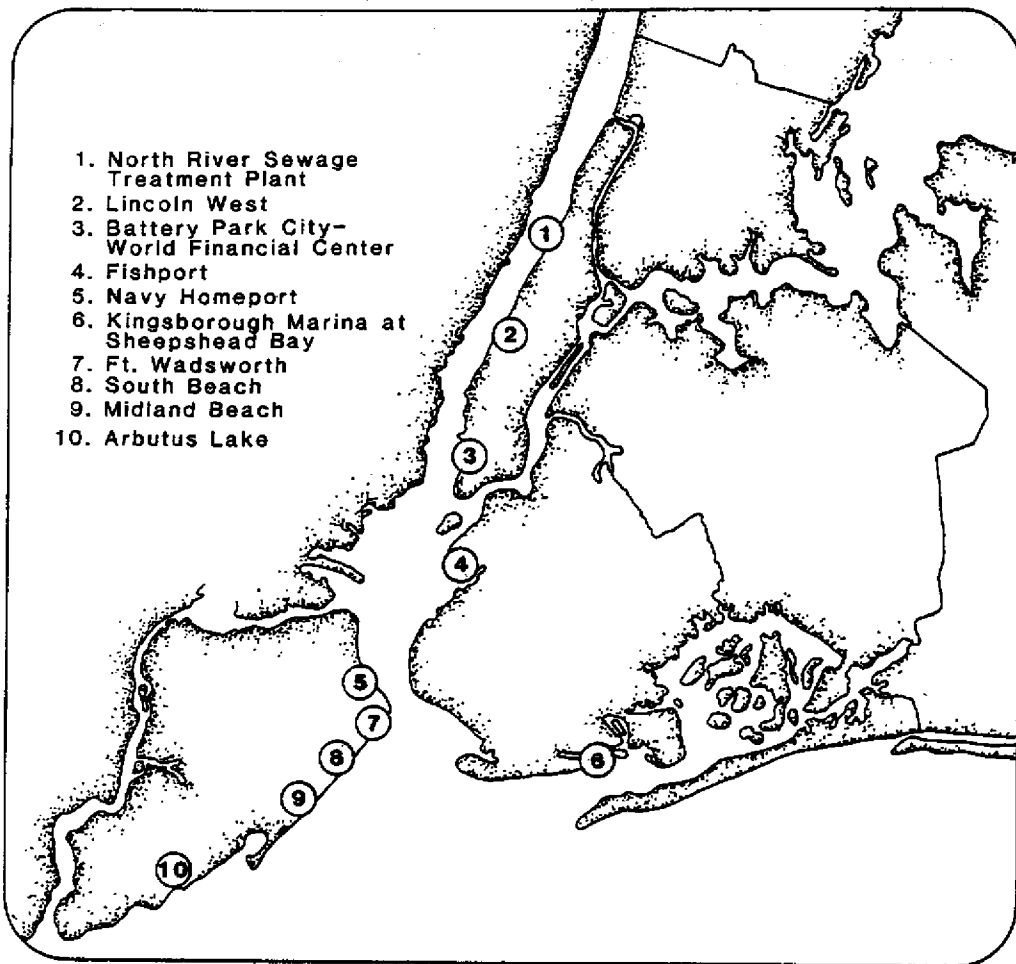 1. North River Sewage
Treatment Plant
2. Lincoln West
3. Battery Park City-
World Financial Center
4. Fishport
5. Navy Homeport
6. Kingsborough Marina at
Sheepshead Bay
7. Ft. Wadsworth
8. South Beach
9. Midland Beach
10. Arbutus Lake
1
2
3
4
5
7
8
6
9
10